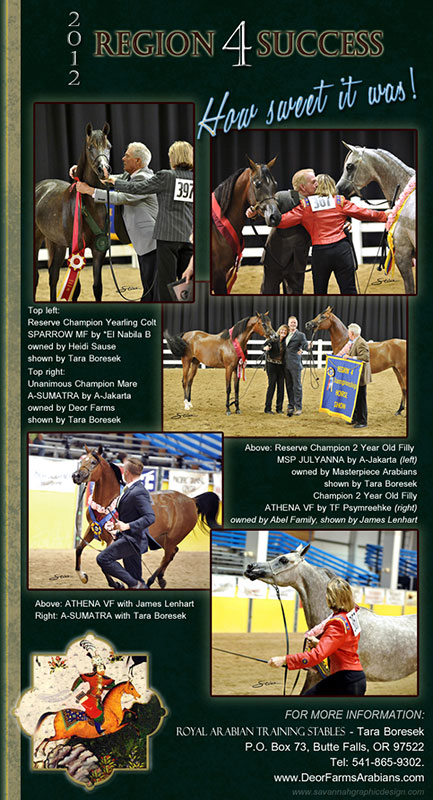 2012
REGION 4 SUCCESS
How sweet it was!
397
367
Top left:
Reserve Champion Yearling Colt
SPARROW MF by *El Nabila B
owned by Heidi Sause
shown by Tara Boresek
Top right:
Unanimous Champion Mare
A-SUMATRA by A-Jakarta
owned by Deor Farms
shown by Tara Boresek
REGION 4
HORSE
SHOW
Above: Reserve Champion 2 Year Old Filly
MSP JULYANNA by A-Jakarta (left)
owned by Masterpiece Arabians
shown by Tara Boresek
Champion 2 Year Old Filly
ATHENA VF by TF Psymreehke (right)
owned by Abel Family, shown by James Lenhart
Above: ATHENA VF with James Lenhart
Right: A-SUMATRA with Tara Boresek
FOR MORE INFORMATION:
ROYAL ARABIAN TRAINING STABLES - Tara Boresek
P.O. Box 73, Butte Falls, OR 97522
Tel: 541-865-9302.
www.DeorFarmsArabians.com
www.savannahgraphicdesign.com